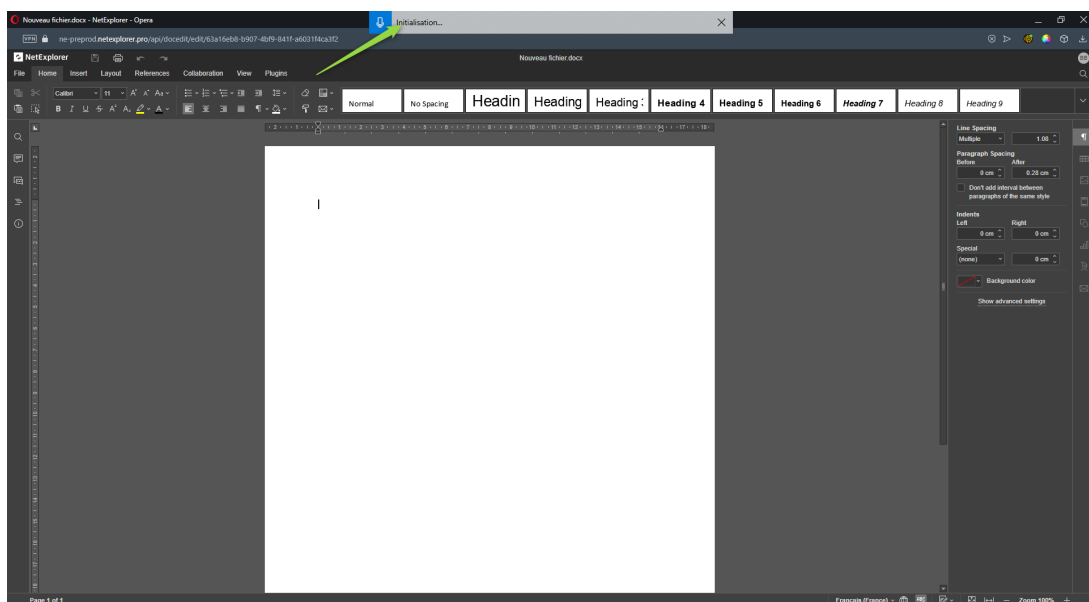 Nouveau fichier.docx - NetExplorer - Opera
Initialisation...
VPN
ne-preprod.netexplorer.pro/api/docedit/edit/63a16eb8-b907-4bf9-841f-a6031f4ca3f2
NetExplorer
Nouveau fichier.docx
BB
File Home Insert Layout References Collaboration View Plugins
Calibri 11
Normal No Spacing Headin Heading Heading : Heading 4 Heading 5 Heading 6 Heading 7 Heading 8 Heading 9
Line Spacing
Multiple 1.08
Paragraph Spacing
Before After
0 cm 0.28 cm
Don't add interval between
paragraphs of the same style
Indents
Left Right
0 cm 0 cm
Special
(none) 0 cm
Background color
Show advanced settings
Page 1 of 1 Français (France) Zoom 100%